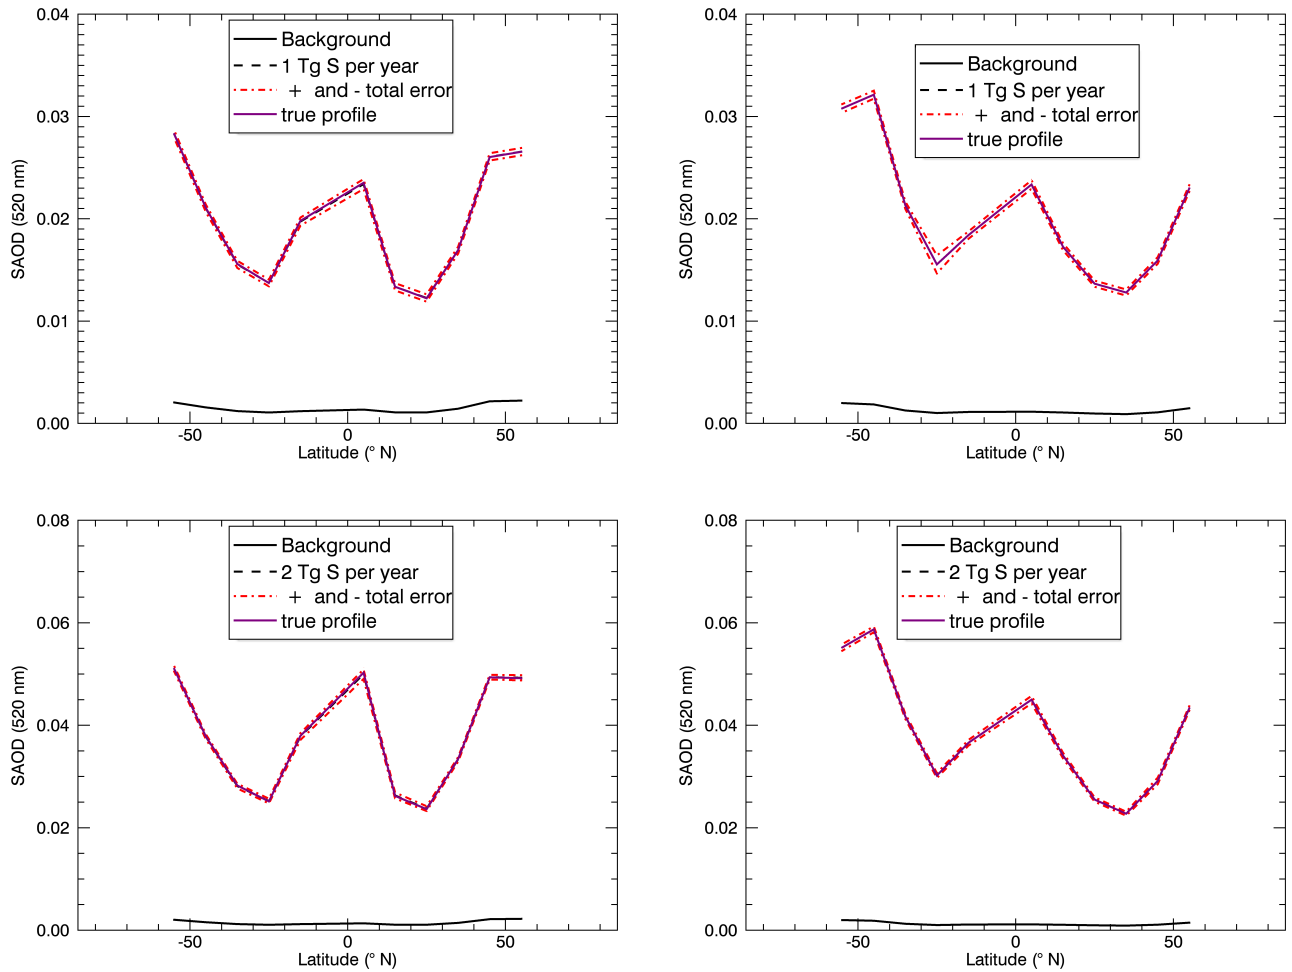 0.04
0.03
0.02
0.01
0.00
SAOD (520 nm)
Background
1 Tg S per year
+ and - total error
true profile
-50 0 50
Latitude (° N)
0.04
0.03
0.02
0.01
0.00
SAOD (520 nm)
Background
1 Tg S per year
+ and - total error
true profile
-50 0 50
Latitude (° N)
0.08
0.06
0.04
0.02
0.00
SAOD (520 nm)
Background
2 Tg S per year
+ and - total error
true profile
-50 0 50
Latitude (° N)
0.08
0.06
0.04
0.02
0.00
SAOD (520 nm)
Background
2 Tg S per year
+ and - total error
true profile
-50 0 50
Latitude (° N)